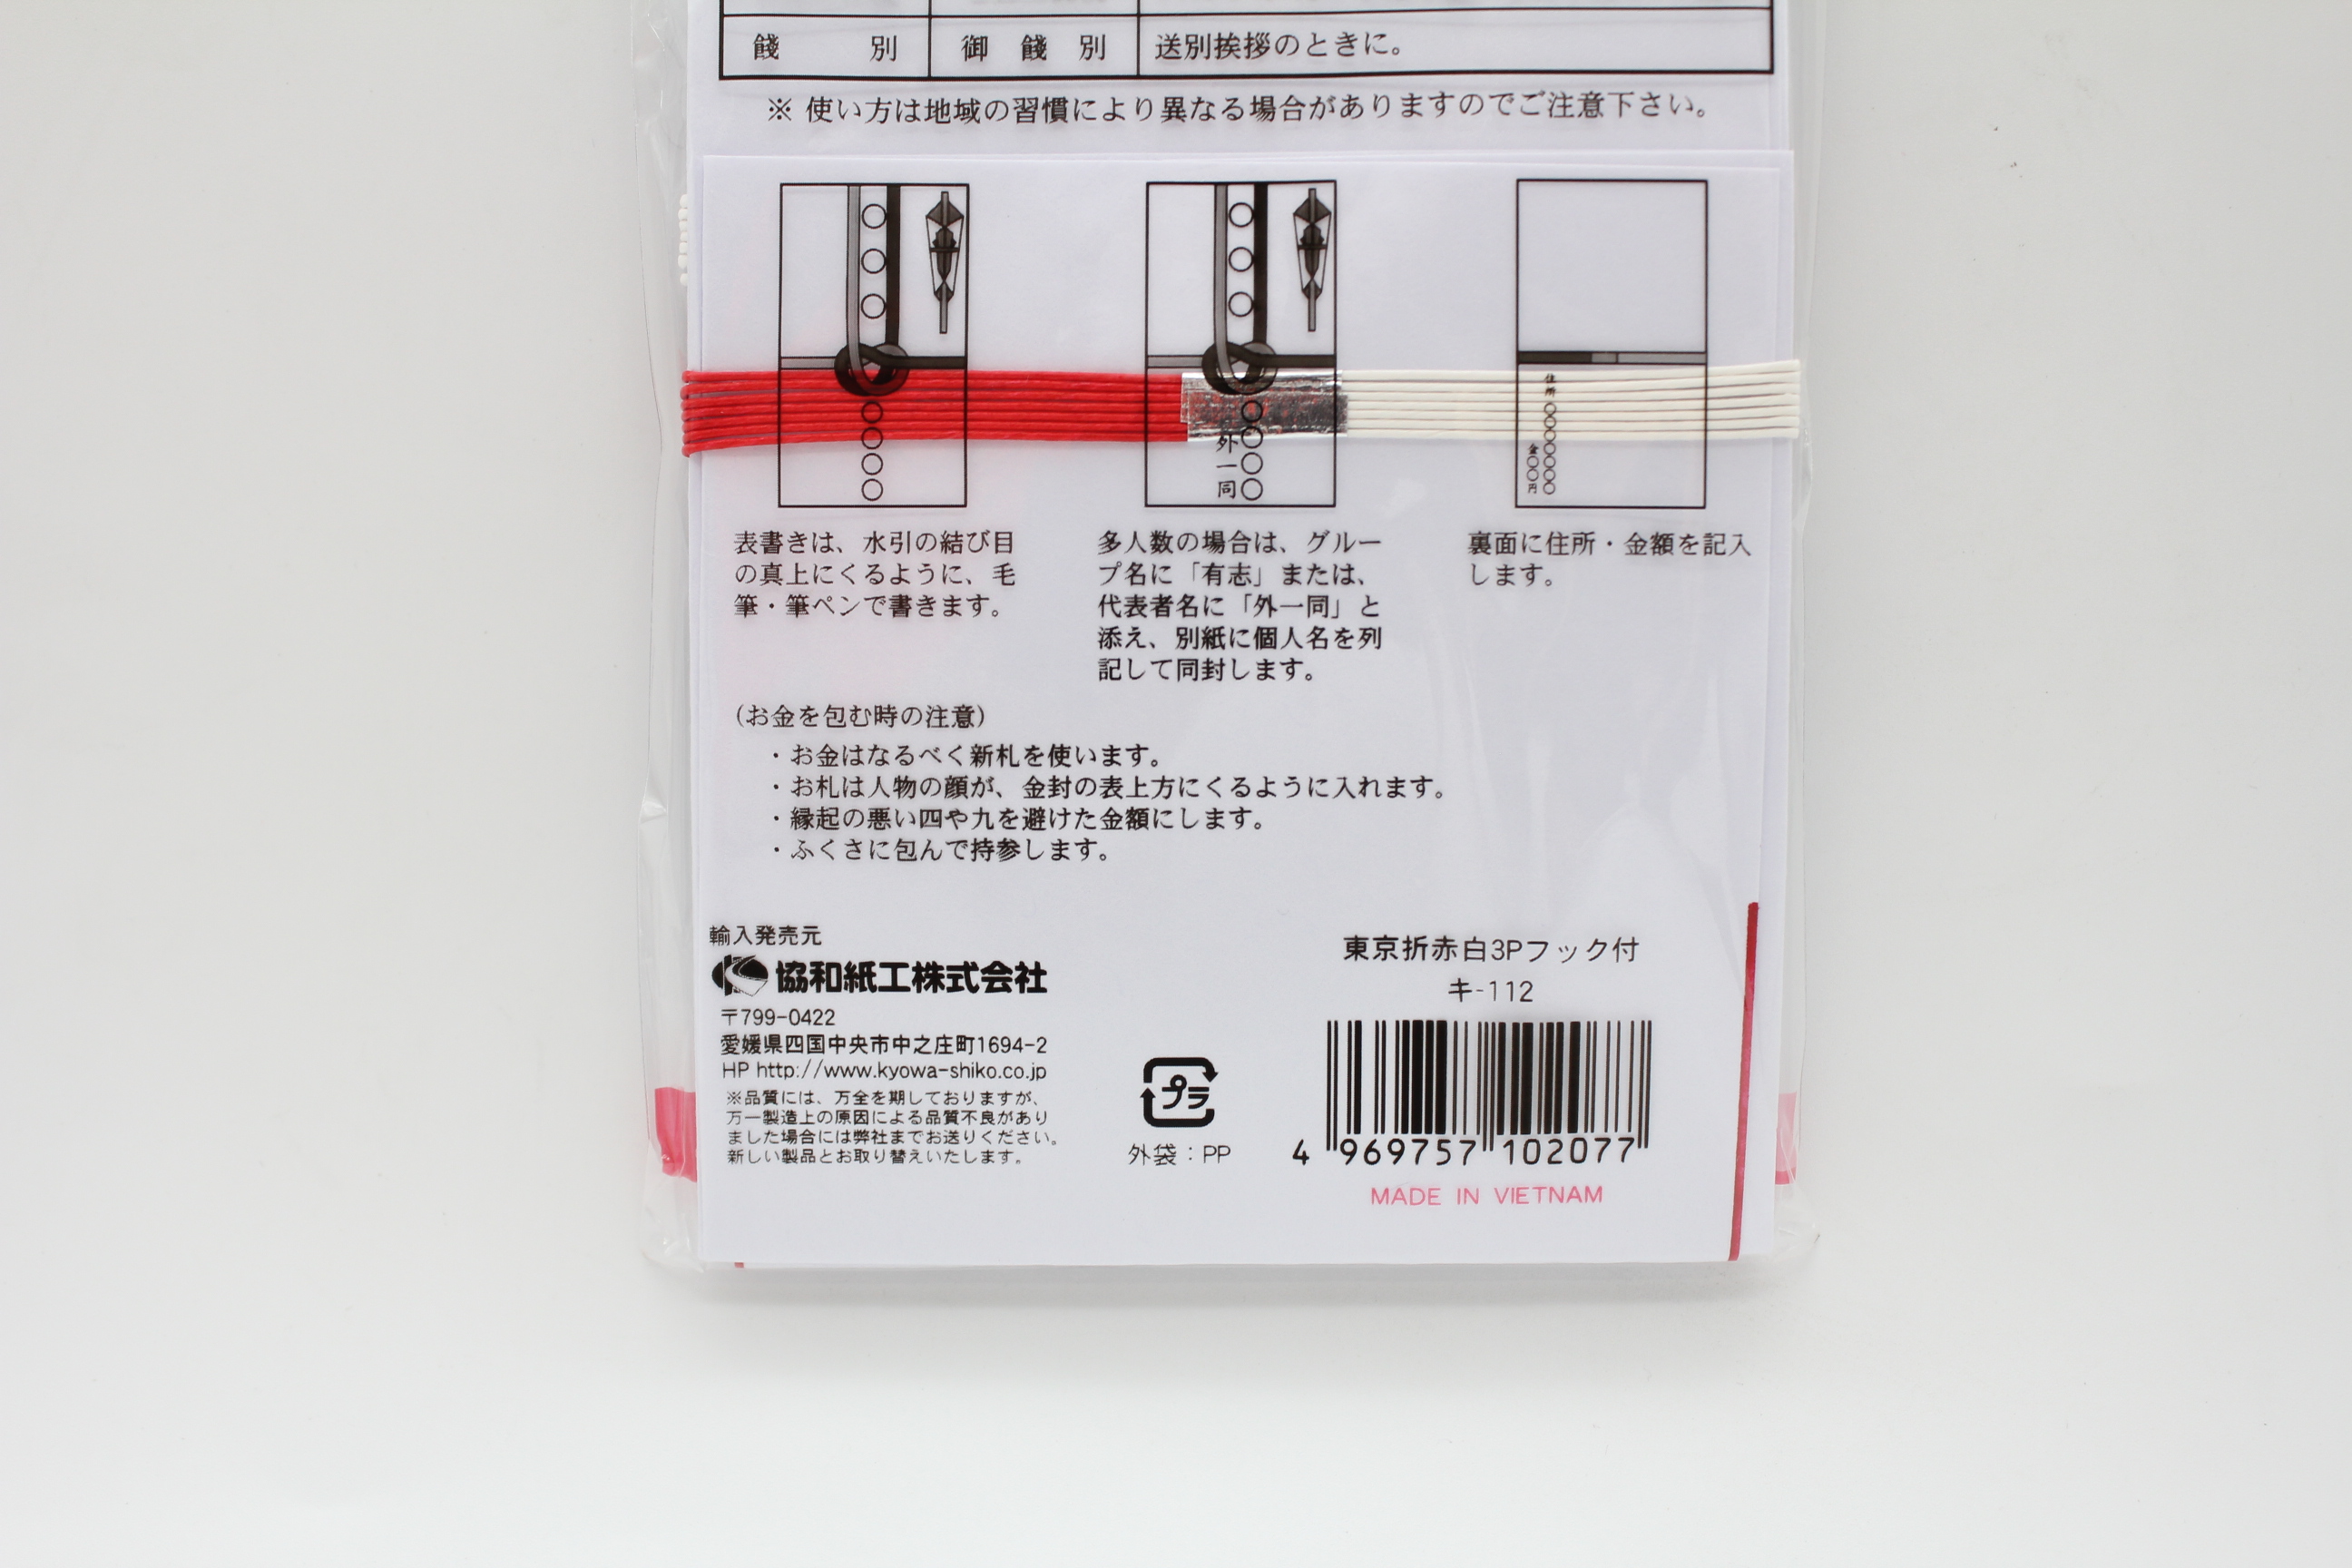 餞別 御餞別 送別挨拶のときに。
※ 使い方は地域の習慣により異なる場合がありますのでご注意下さい。
外一同
住所
金〇〇円
表書きは、水引の結び目
の真上にくるように、毛
筆・筆ペンで書きます。
多人数の場合は、グルー
プ名に「有志」または、
代表者名に「外一同」と
添え、別紙に個人名を列
記して同封します。
裏面に住所・金額を記入
します。
(お金を包む時の注意)
・お金はなるべく新札を使います。
・お札は人物の顔が、金封の表上方にくるように入れます。
・縁起の悪い四や九を避けた金額にします。
・ふくさに包んで持参します。
輸入発売元
協和紙工株式会社
〒799-0422
愛媛県四国中央市中之庄町1694-2
HP http://www.kyowa-shiko.co.jp
※品質には、万全を期しておりますが、
万一製造上の原因による品質不良があり
ました場合には弊社までお送りください。
新しい製品とお取り替えいたします。
プラ
外袋：PP
東京折赤白3Pフック付
キ-112
4 969757 102077
MADE IN VIETNAM